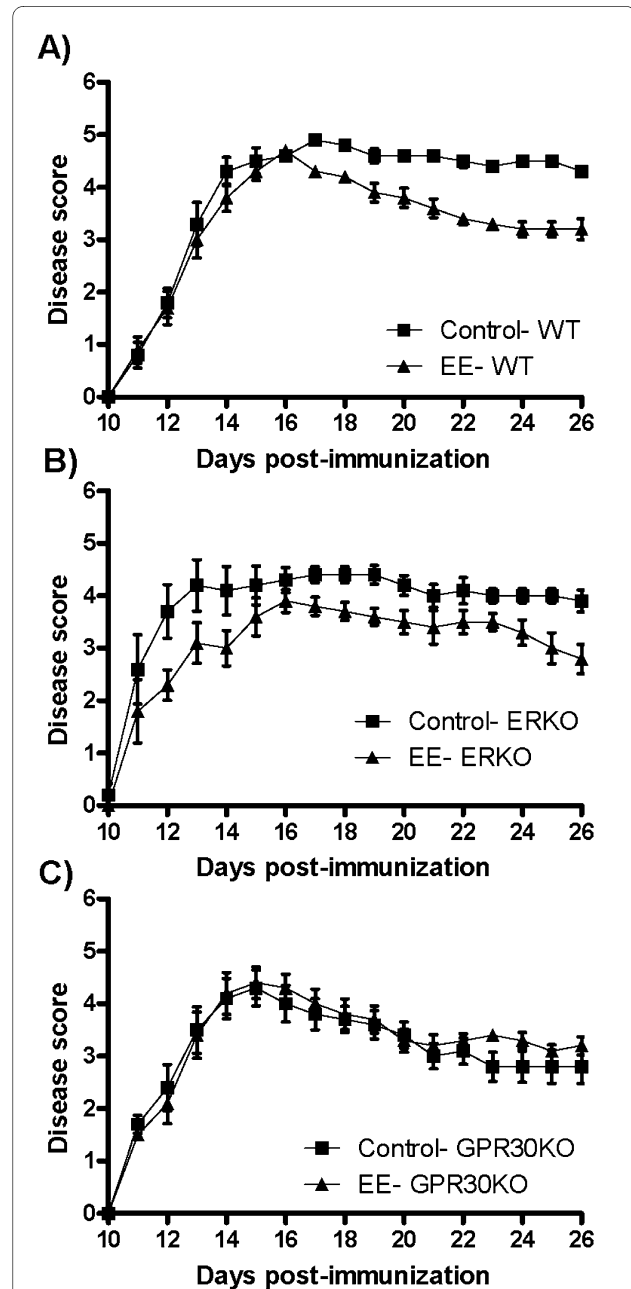 A)
6
5
4
3
2
1
0
Disease score
Control- WT
EE- WT
10 12 14 16 18 20 22 24 26
Days post-immunization
B)
6
5
4
3
2
1
0
Disease score
Control- ERKO
EE- ERKO
10 12 14 16 18 20 22 24 26
Days post-immunization
C)
6
5
4
3
2
1
0
Disease score
Control- GPR30KO
EE- GPR30KO
10 12 14 16 18 20 22 24 26
Days post-immunization